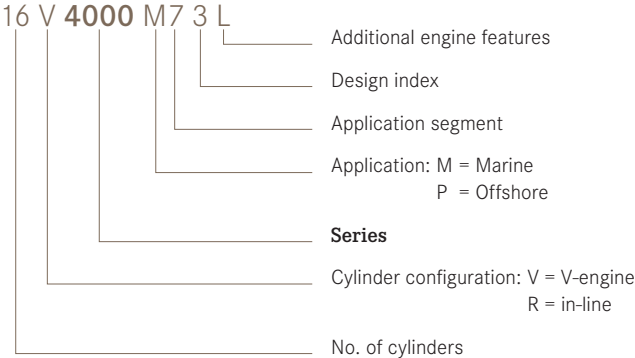 16 V 4000 M7 3 L
Additional engine features
Design index
Application segment
Application: M = Marine
P = Offshore
Series
Cylinder configuration: V = V-engine
R = in-line
No. of cylinders